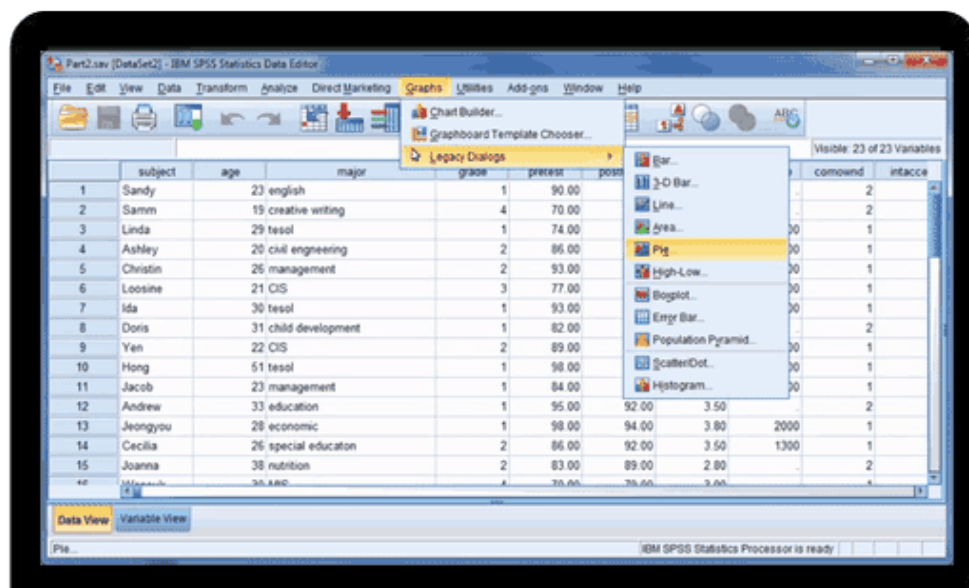 Part2.sav [DataSet2] - IBM SPSS Statistics Data Editor
File Edit View Data Transform Analyze Direct Marketing Graphs Utilities Add-ons Window Help
Chart Builder...
Graphboard Template Chooser...
Legacy Dialogs
Visible: 23 of 23 Variables
subject age major grade pretest comownd intacce
1 Sandy 23 english 1 90.00 2
2 Samm 19 creative writing 4 70.00 2
3 Linda 29 tesol 1 74.00 1
4 Ashley 20 civil engneering 2 86.00 1
5 Christin 26 management 2 93.00 1
6 Loosine 21 CIS 3 77.00 1
7 Ida 30 tesol 1 93.00 1
8 Doris 31 child development 1 82.00 2
9 Yen 22 CIS 2 89.00 1
10 Hong 51 tesol 1 98.00 1
11 Jacob 23 management 1 84.00 1
12 Andrew 33 education 1 95.00 92.00 3.50 . 2
13 Jeongyou 28 economic 1 98.00 94.00 3.80 2000 1
14 Cecilia 26 special educaton 2 86.00 92.00 3.50 1300 1
15 Joanna 38 nutrition 2 83.00 89.00 2.80 . 2
Bar...
3-D Bar...
Line...
Area...
Pie...
High-Low...
Boxplot...
Error Bar...
Population Pyramid...
Scatter/Dot...
Histogram...
Data View Variable View
Pie...
IBM SPSS Statistics Processor is ready